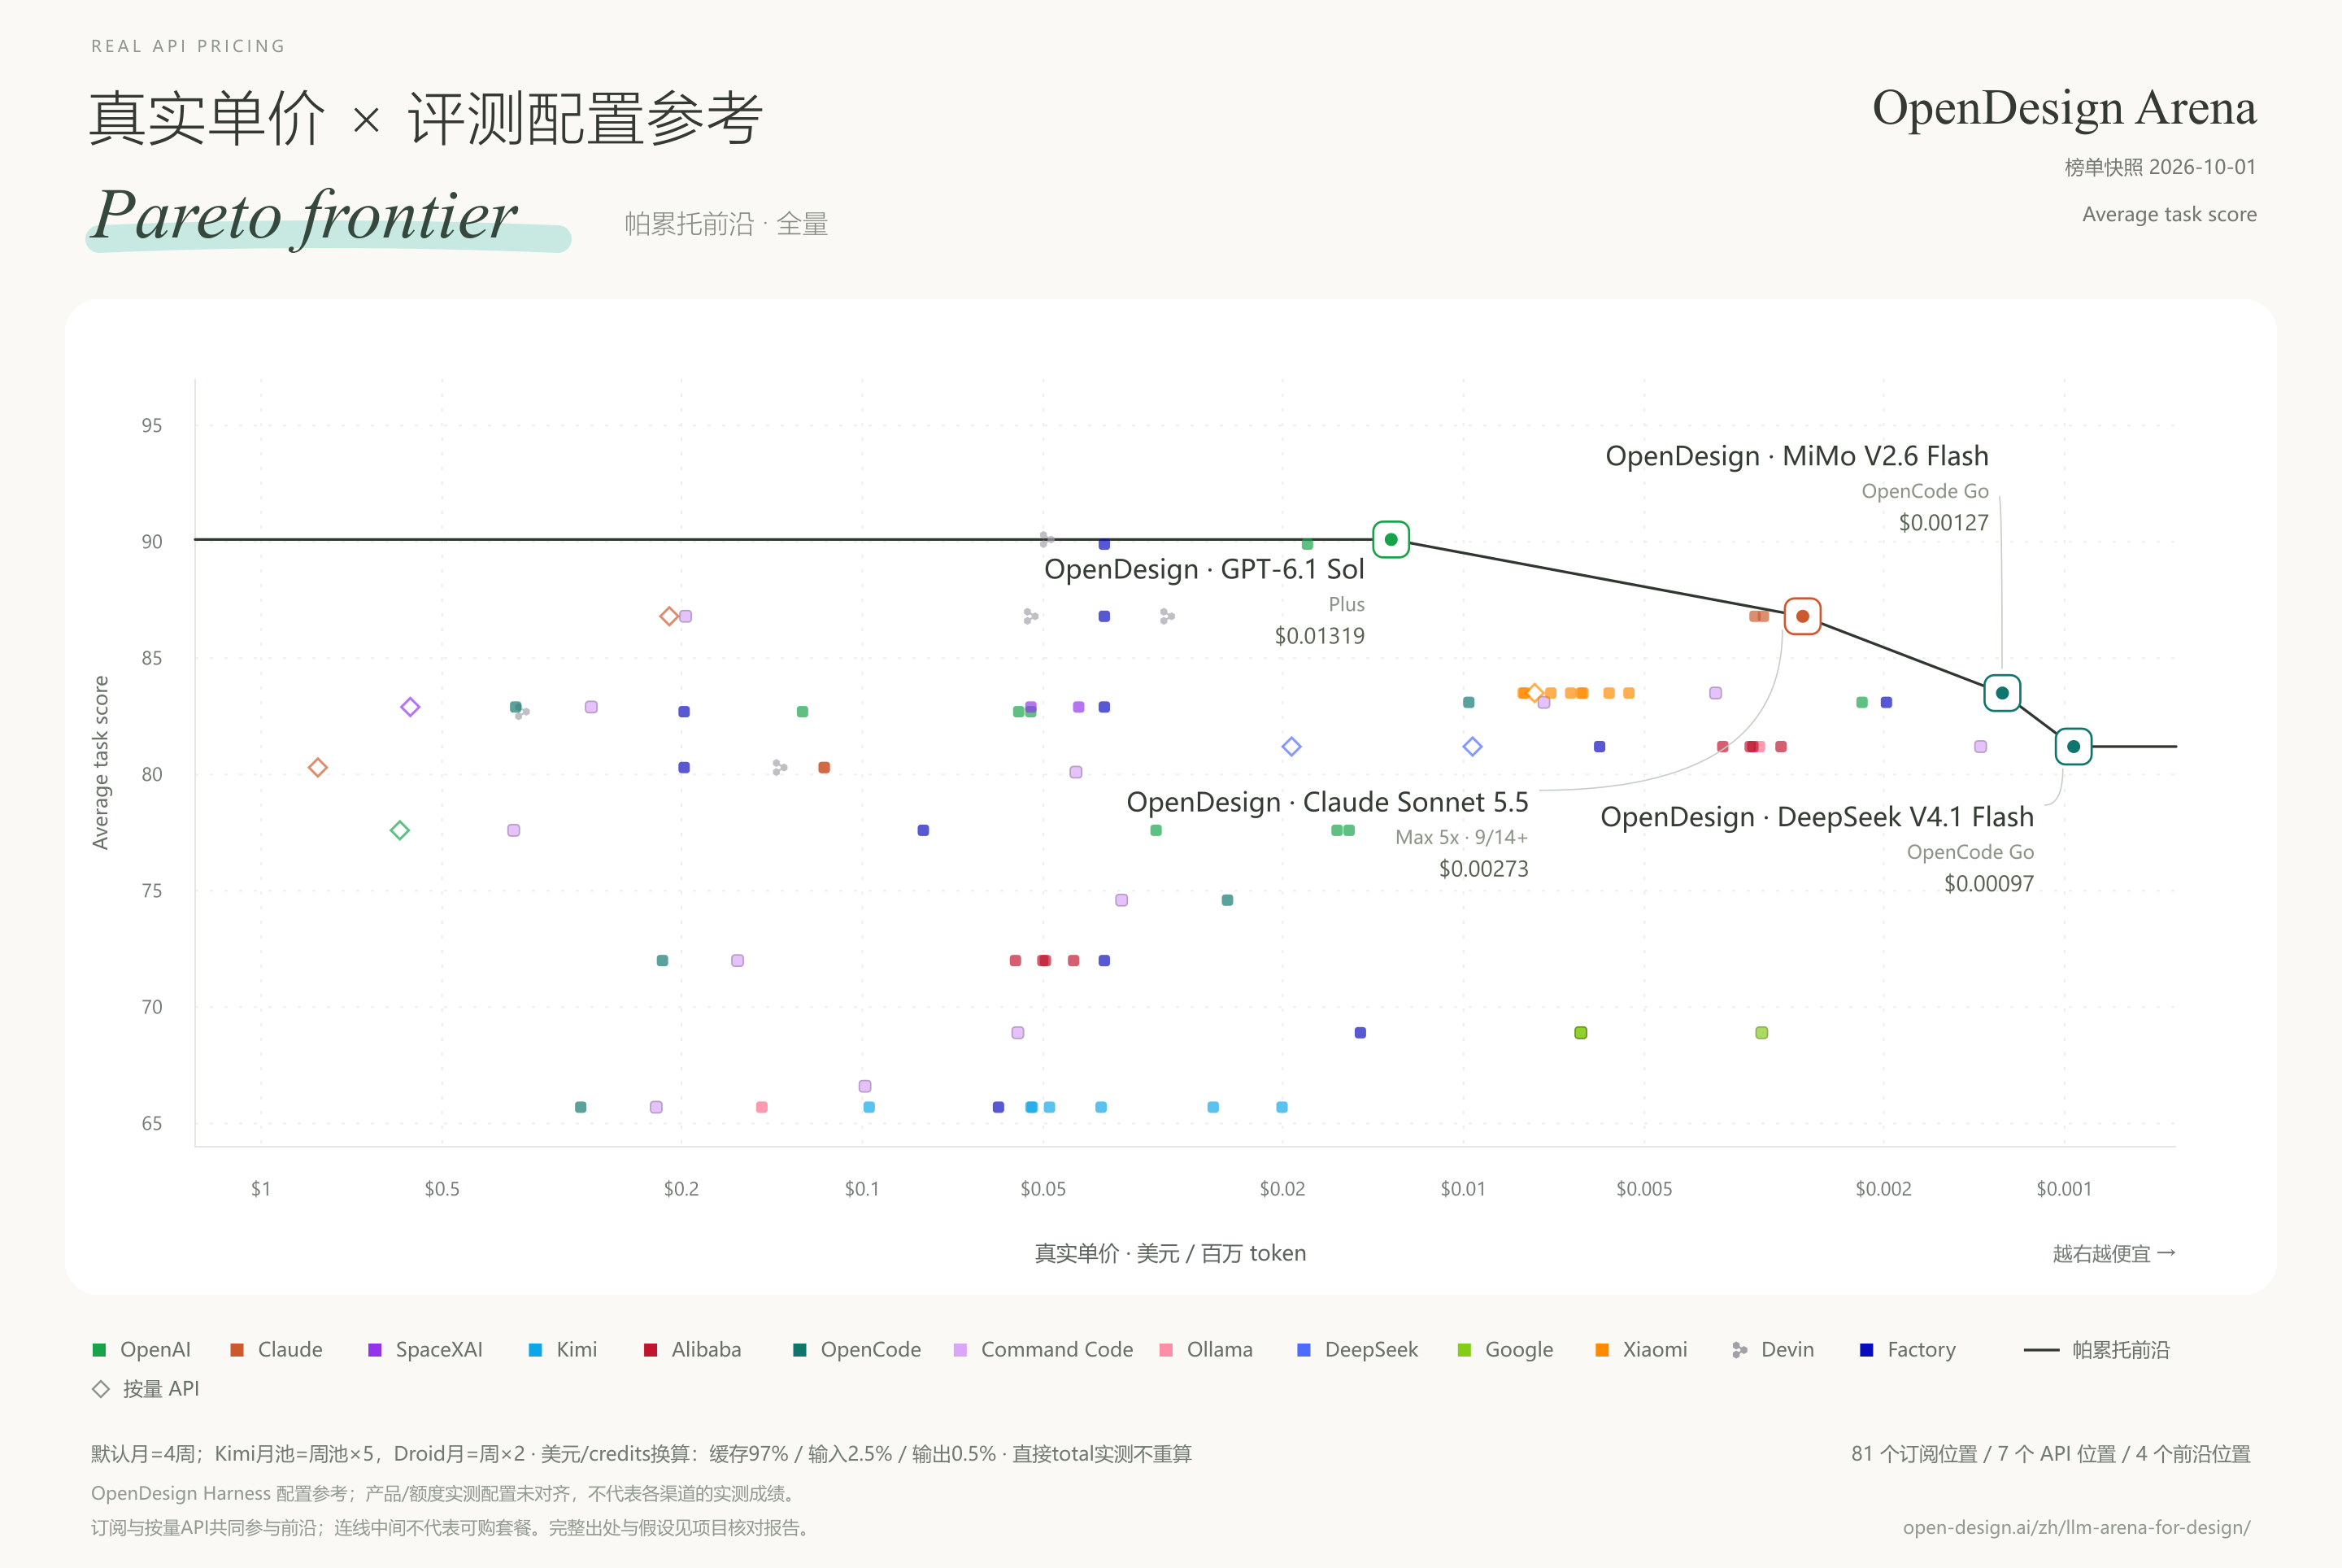 REAL API PRICING
真实单价 × 评测配置参考
Pareto frontier
帕累托前沿 · 全量
OpenDesign Arena
榜单快照 2026-10-01
Average task score
95
90
85
80
75
70
65
Average task score
OpenDesign · MiMo V2.6 Flash
OpenCode Go
$0.00127
OpenDesign · GPT-6.1 Sol
Plus
$0.01319
OpenDesign · Claude Sonnet 5.5
Max 5x · 9/14+
$0.00273
OpenDesign · DeepSeek V4.1 Flash
OpenCode Go
$0.00097
$1 $0.5 $0.2 $0.1 $0.05 $0.02 $0.01 $0.005 $0.002 $0.001
真实单价 · 美元 / 百万 token
越右越便宜 →
OpenAI Claude SpaceXAI Kimi Alibaba OpenCode Command Code Ollama DeepSeek Google Xiaomi Devin Factory 帕累托前沿
按量 API
默认月=4周；Kimi月池=周池×5，Droid月=周×2 · 美元/credits换算：缓存97% / 输入2.5% / 输出0.5% · 直接total实测不重算
81 个订阅位置 / 7 个 API 位置 / 4 个前沿位置
OpenDesign Harness 配置参考；产品/额度实测配置未对齐，不代表各渠道的实测成绩。
订阅与按量API共同参与前沿；连线中间不代表可购套餐。完整出处与假设见项目核对报告。
open-design.ai/zh/llm-arena-for-design/